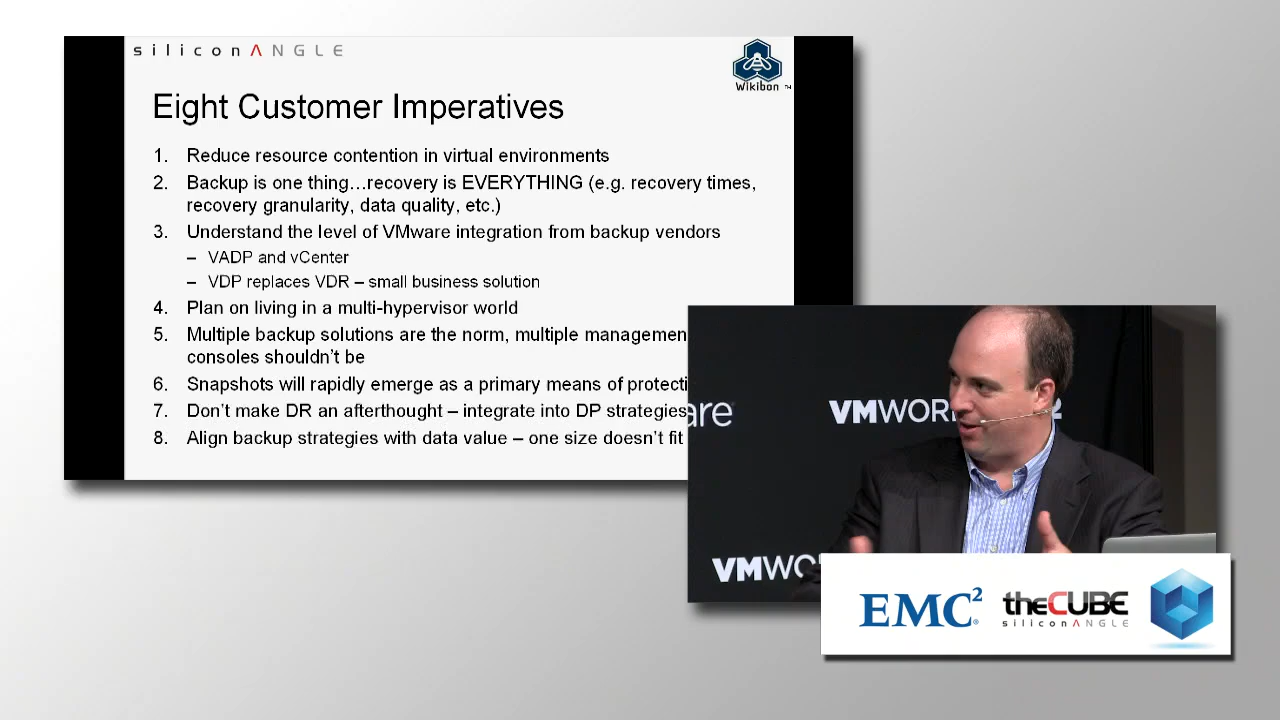 siliconANGLE
Wikibon TM
Eight Customer Imperatives
1. Reduce resource contention in virtual environments
2. Backup is one thing…recovery is EVERYTHING (e.g. recovery times,
recovery granularity, data quality, etc.)
3. Understand the level of VMware integration from backup vendors
– VADP and vCenter
– VDP replaces VDR – small business solution
4. Plan on living in a multi-hypervisor world
5. Multiple backup solutions are the norm, multiple managemen
consoles shouldn't be
6. Snapshots will rapidly emerge as a primary means of protecti
7. Don't make DR an afterthought – integrate into DP strategies
8. Align backup strategies with data value – one size doesn't fit
are
VMWOR 2
VMWO
EMC²
theCUBE
siliconANGLE